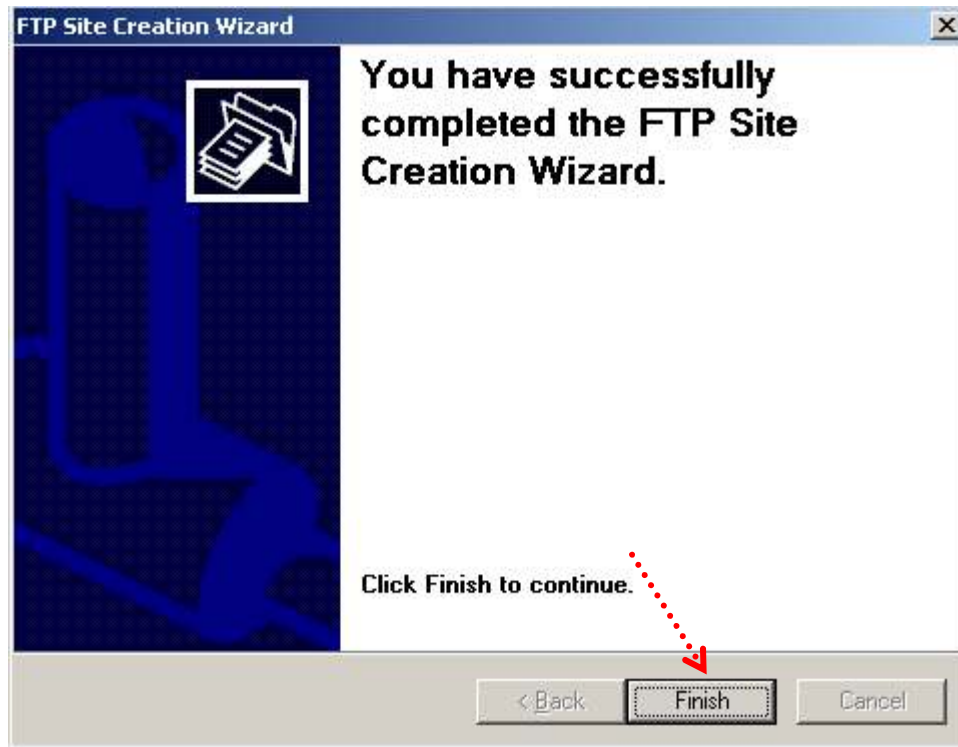 FTP Site Creation Wizard
You have successfully
completed the FTP Site
Creation Wizard.
Click Finish to continue.
< Back Finish Cancel